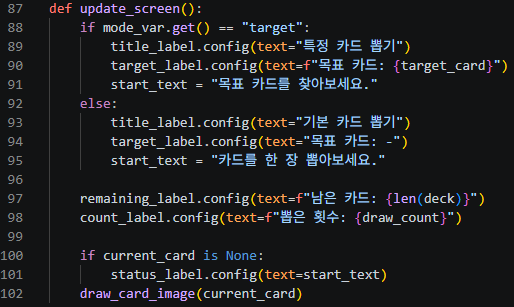 87 def update_screen():
88     if mode_var.get() == "target":
89         title_label.config(text="특정 카드 뽑기")
90         target_label.config(text=f"목표 카드: {target_card}")
91         start_text = "목표 카드를 찾아보세요."
92     else:
93         title_label.config(text="기본 카드 뽑기")
94         target_label.config(text="목표 카드: -")
95         start_text = "카드를 한 장 뽑아보세요."
96
97     remaining_label.config(text=f"남은 카드: {len(deck)}")
98     count_label.config(text=f"뽑은 횟수: {draw_count}")
99
100     if current_card is None:
101         status_label.config(text=start_text)
102     draw_card_image(current_card)